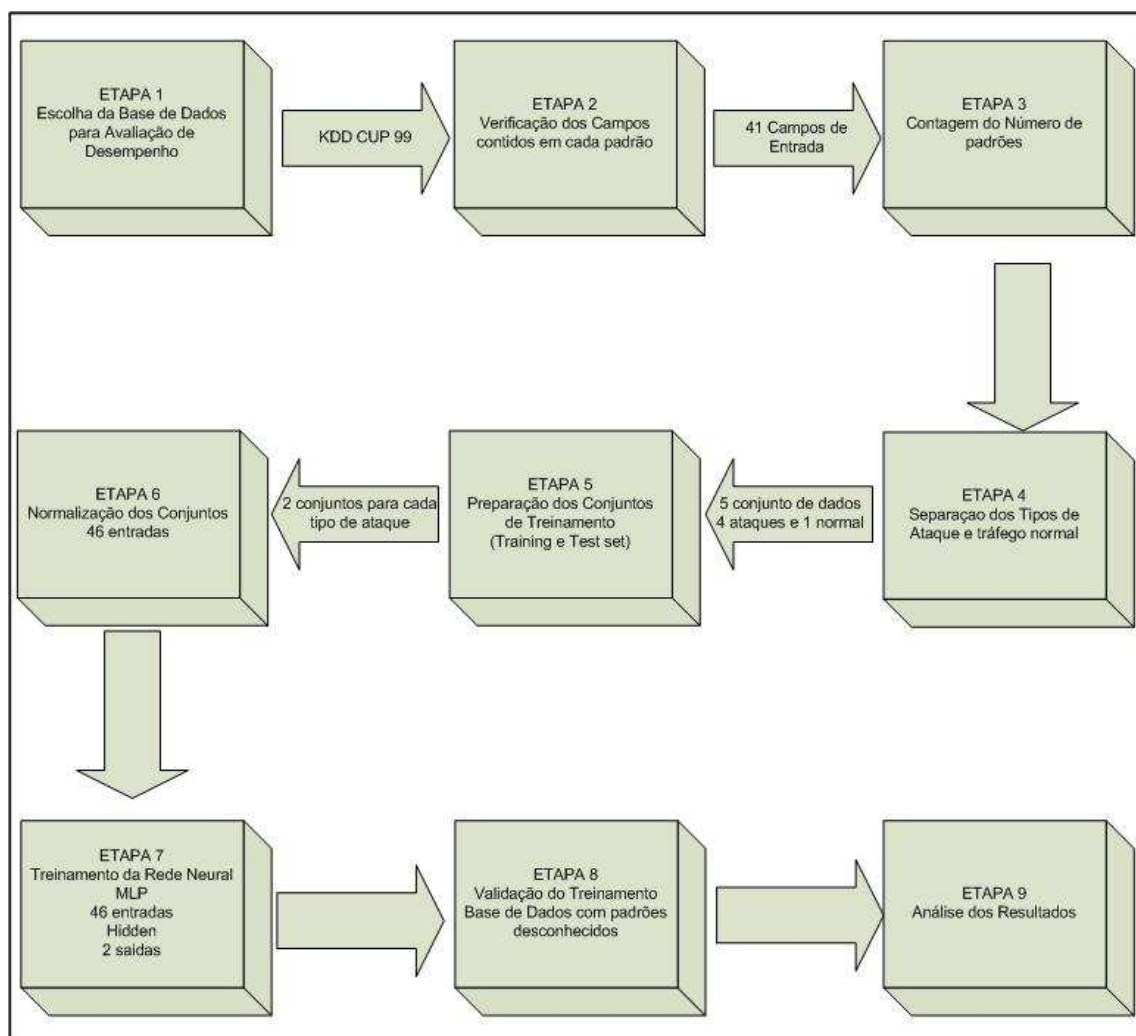 ETAPA 1
Escolha da Base de Dados
para Avaliação de
Desempenho
KDD CUP 99
ETAPA 2
Verificação dos Campos
contidos em cada padrão
41 Campos de
Entrada
ETAPA 3
Contagem do Número de
padrões
ETAPA 4
Separaçao dos Tipos de
Ataque e tráfego normal
5 conjunto de dados
4 ataques e 1 normal
ETAPA 5
Preparação dos Conjuntos
de Treinamento
(Training e Test set)
2 conjuntos para cada
tipo de ataque
ETAPA 6
Normalização dos Conjuntos
46 entradas
ETAPA 7
Treinamento da Rede Neural
MLP
46 entradas
Hidden
2 saidas
ETAPA 8
Validação do Treinamento
Base de Dados com padrões
desconhecidos
ETAPA 9
Análise dos Resultados